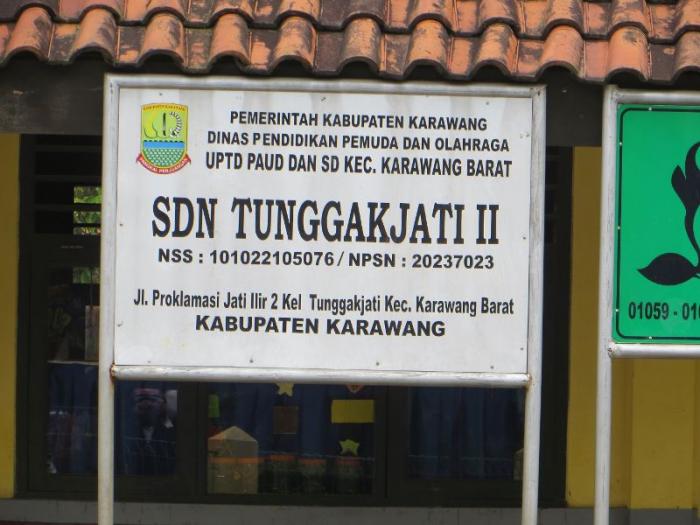 PEMERINTAH KABUPATEN KARAWANG
DINAS PENDIDIKAN PEMUDA DAN OLAHRAGA
UPTD PAUD DAN SD KEC. KARAWANG BARAT
SDN TUNGGAKJATI II
NSS : 101022105076 / NPSN : 20237023
Jl. Proklamasi Jati Ilir 2 Kel Tunggakjati Kec. Karawang Barat
KABUPATEN KARAWANG